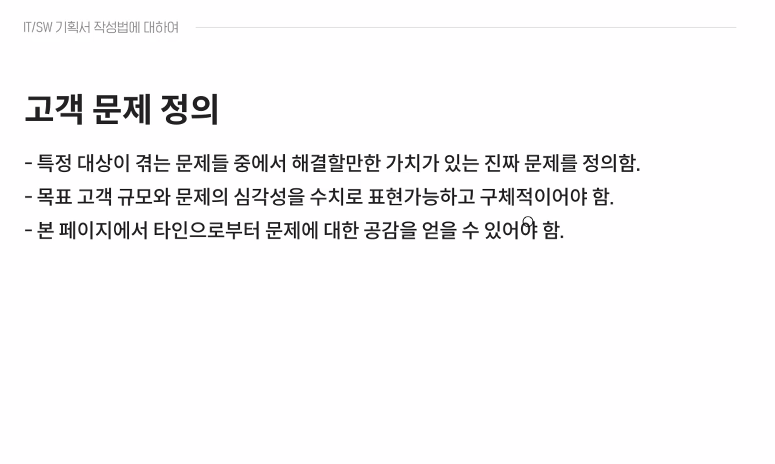 IT/SW 기획서 작성법에 대하여
고객 문제 정의
- 특정 대상이 겪는 문제들 중에서 해결할만한 가치가 있는 진짜 문제를 정의함.
- 목표 고객 규모와 문제의 심각성을 수치로 표현가능하고 구체적이어야 함.
- 본 페이지에서 타인으로부터 문제에 대한 공감을 얻을 수 있어야 함.